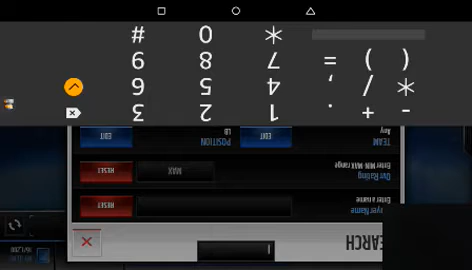 EARCH
yer Name
Enter a name
RESET
Ovr Rating
Enter MIN MAX range
MAX
RESET
TEAM
Any
EDIT
POSITION
LB
EDIT
- + . 1 2 3
* / , 4 5 6
( ) = 7 8 9
* 0 #